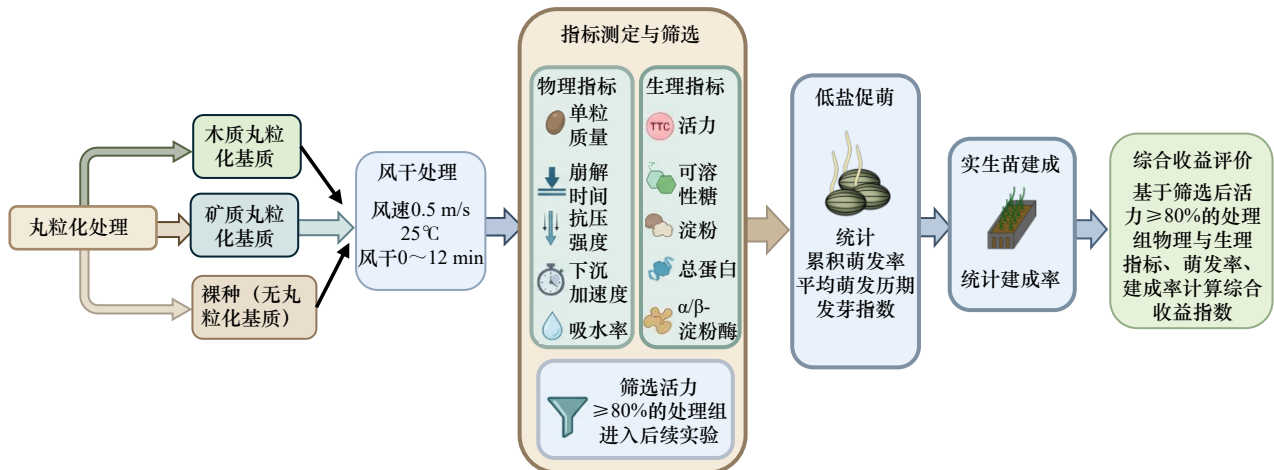 丸粒化处理
木质丸粒
化基质
矿质丸粒
化基质
裸种（无丸
粒化基质）
风干处理
风速0.5 m/s
25℃
风干0～12 min
指标测定与筛选
物理指标
单粒
质量
崩解
时间
抗压
强度
下沉
加速度
吸水率
生理指标
TTC
活力
可溶
性糖
淀粉
总蛋白
α/β-
淀粉酶
筛选活力
≥80%的处理组
进入后续实验
低盐促萌
统计
累积萌发率
平均萌发历期
发芽指数
实生苗建成
统计建成率
综合收益评价
基于筛选后活
力≥80%的处理
组物理与生理
指标、萌发率、
建成率计算综合
收益指数